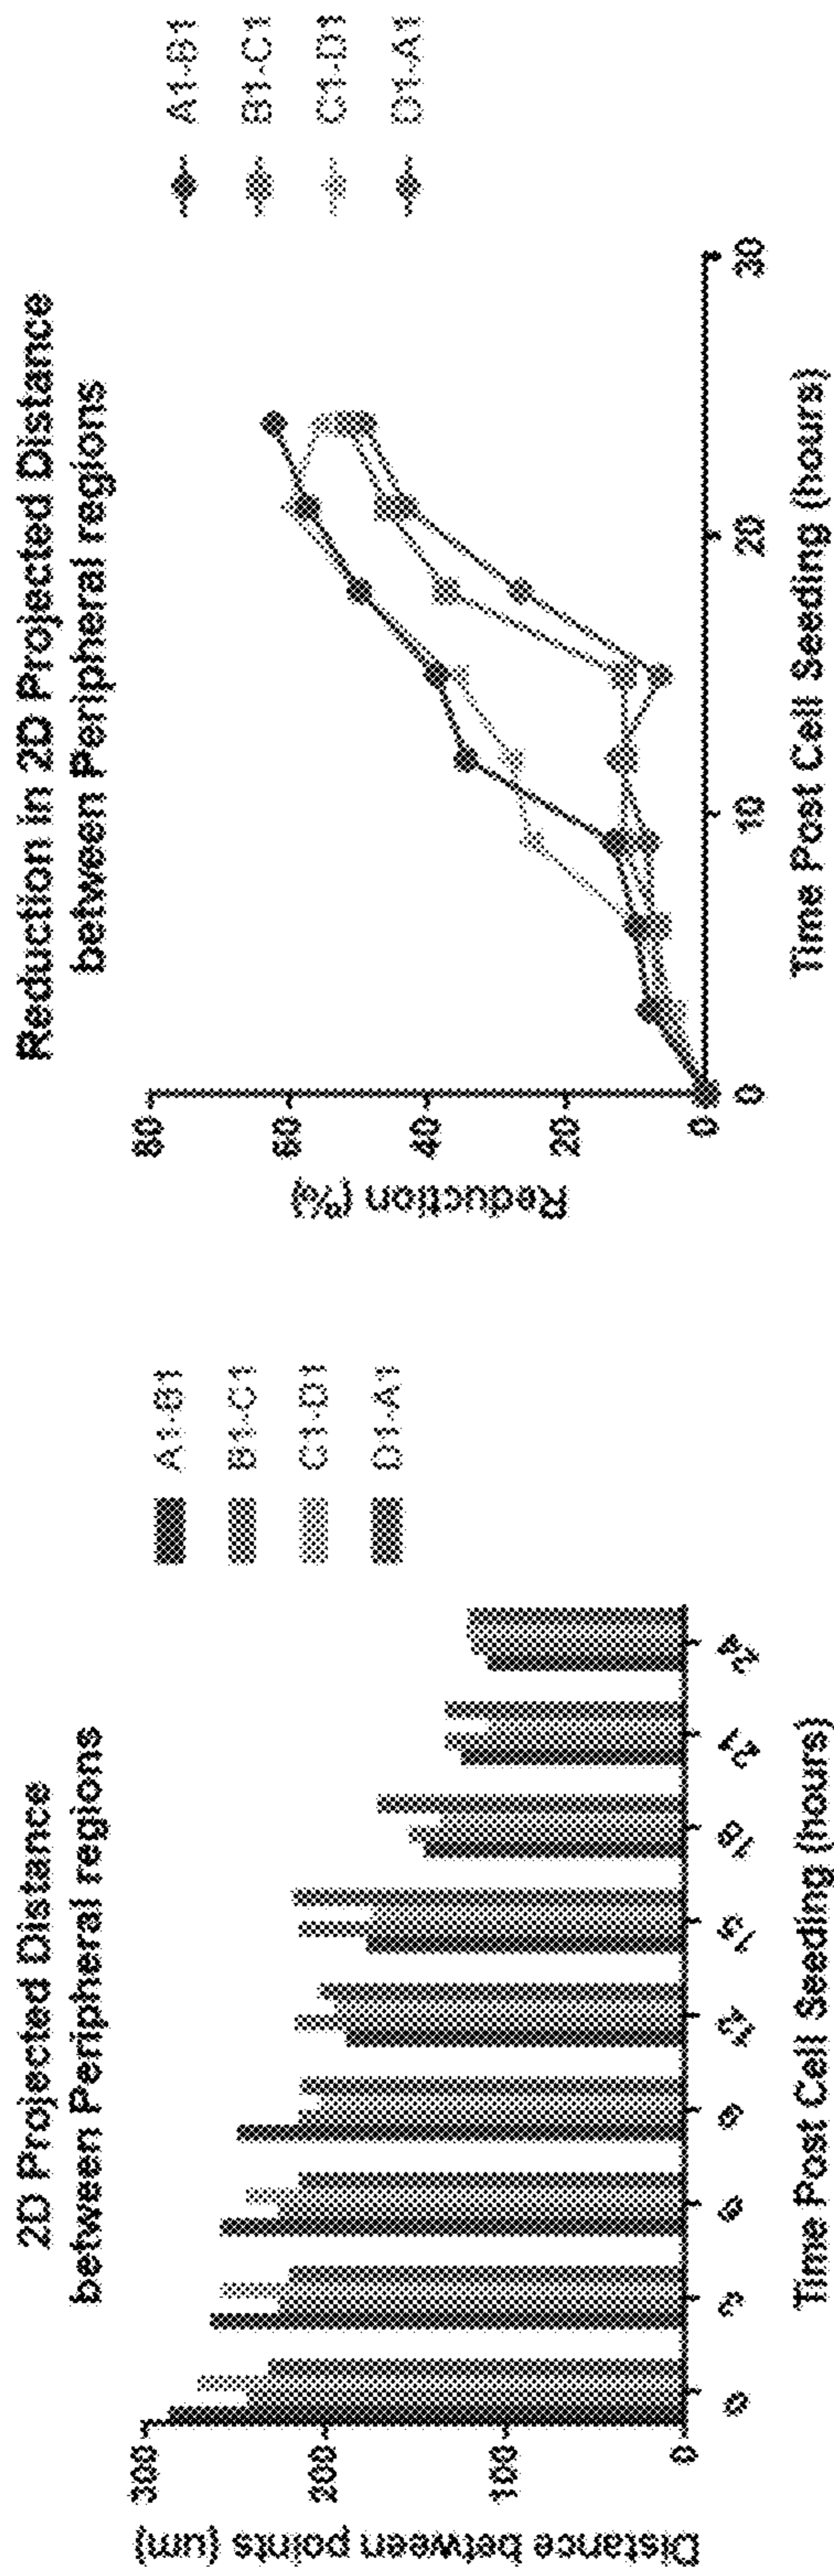 2D Projected Distance
between Peripheral regions
Distance between points (um)
300
200
100
0
0
3
6
9
12
15
18
21
24
Time Post Cell Seeding (hours)
A1-B1
B1-C1
C1-D1
D1-A1
Reduction in 2D Projected Distance
between Peripheral regions
Reduction (%)
80
60
40
20
0
0
10
20
30
Time Post Cell Seeding (hours)
A1-B1
B1-C1
C1-D1
D1-A1